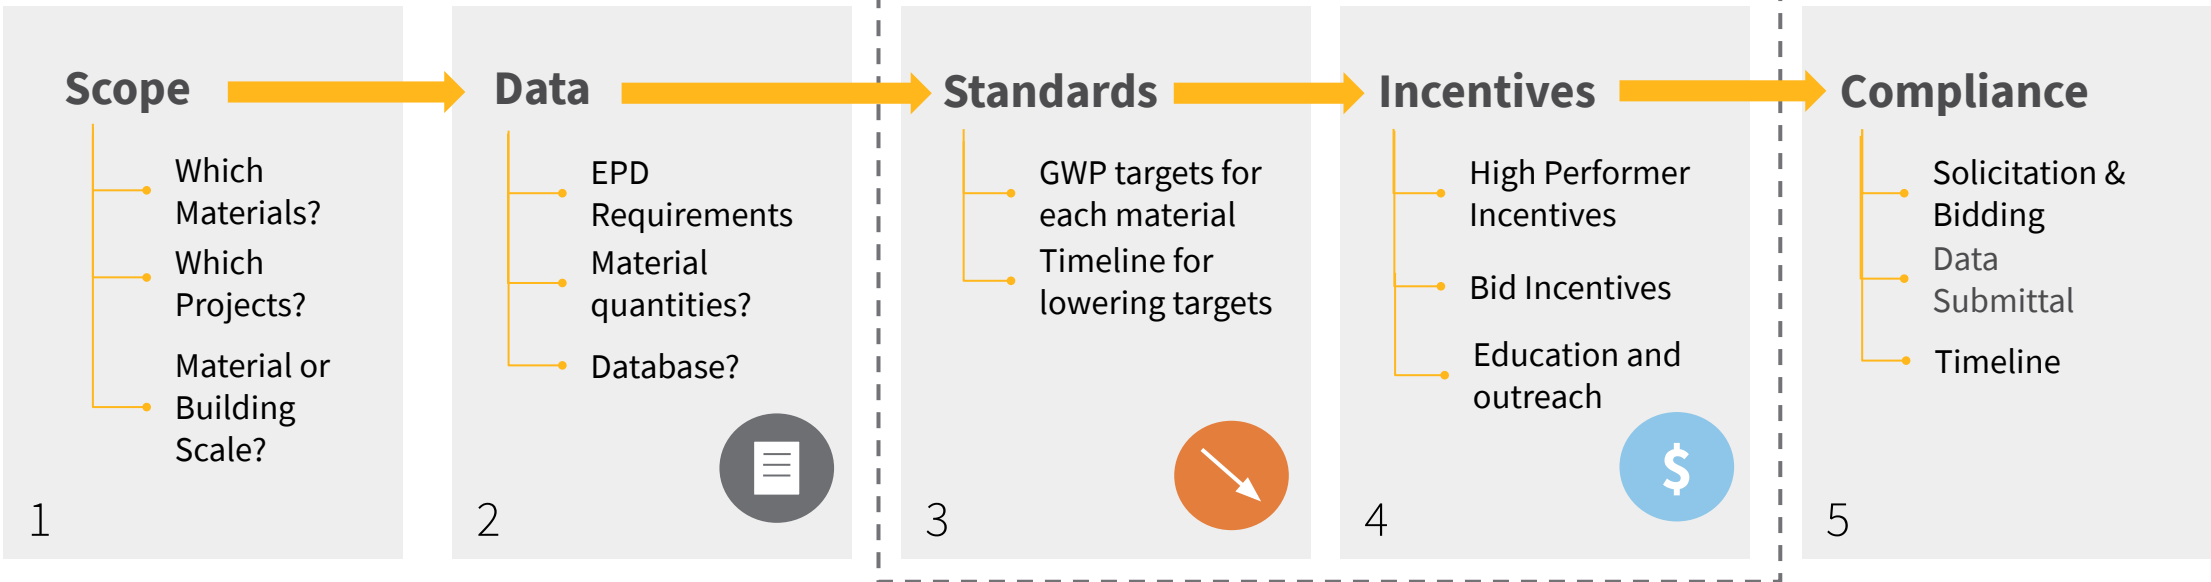 Scope
Which
Materials?
Which
Projects?
Material or
Building
Scale?
1
Data
EPD
Requirements
Material
quantities?
Database?
2
Standards
GWP targets for
each material
Timeline for
lowering targets
3
Incentives
High Performer
Incentives
Bid Incentives
Education and
outreach
$
4
Compliance
Solicitation &
Bidding
Data
Submittal
Timeline
5